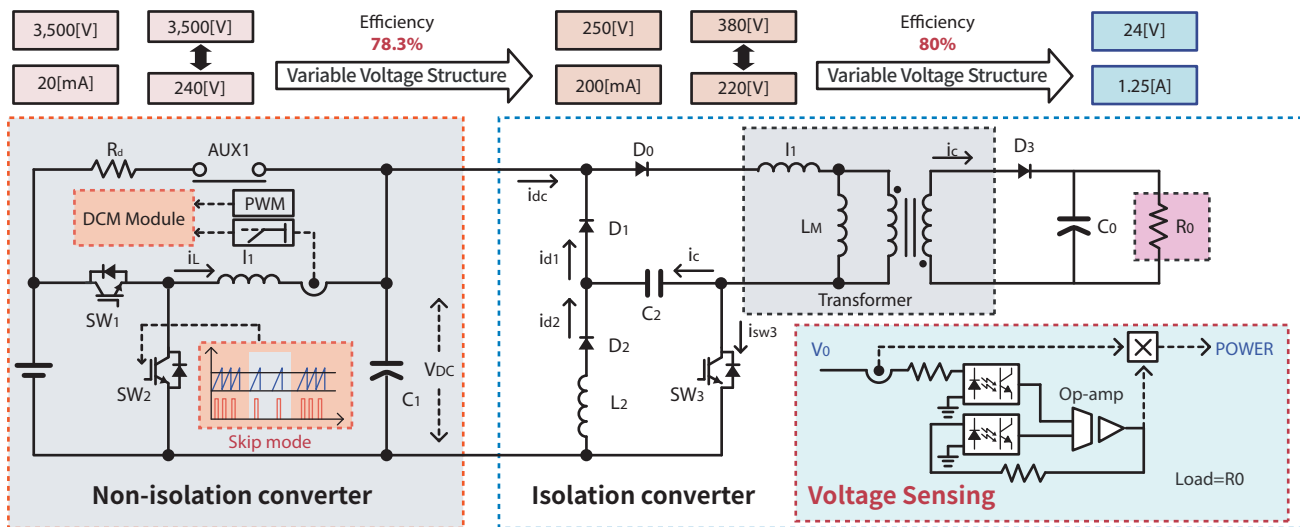 3,500[V]
3,500[V]
Efficiency
78.3%
250[V]
380[V]
Efficiency
80%
24[V]
20[mA]
240[V]
Variable Voltage Structure
200[mA]
220[V]
Variable Voltage Structure
1.25[A]
Rd
AUX1
DCM Module
PWM
I1
iL
SW1
SW2
Skip mode
C1
VDC
Non-isolation converter
idc
D0
I1
ic
D3
D1
id1
ic
LM
C0
R0
id2
C2
Transformer
D2
isw3
SW3
L2
Isolation converter
V0
POWER
Op-amp
Load=R0
Voltage Sensing